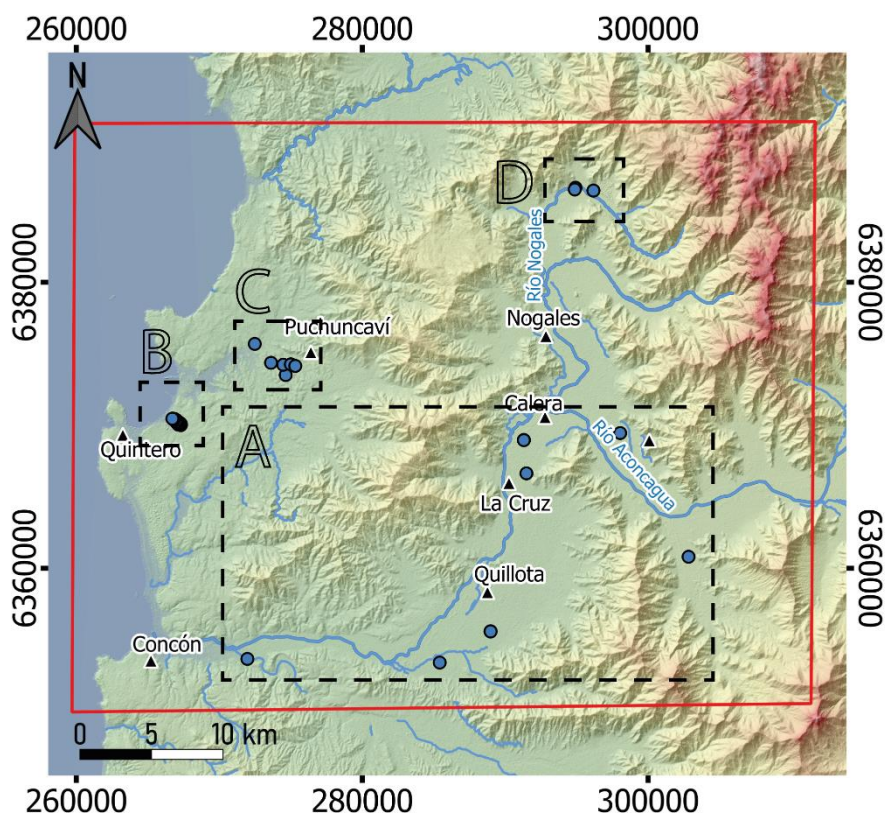 260000 280000 300000
N
D
Río Nogales
6380000
6380000
C
Puchuncaví
Nogales
B
Calera
Quintero
A
Río Aconcagua
La Cruz
6360000
6360000
Quillota
Concón
0 5 10 km
260000 280000 300000